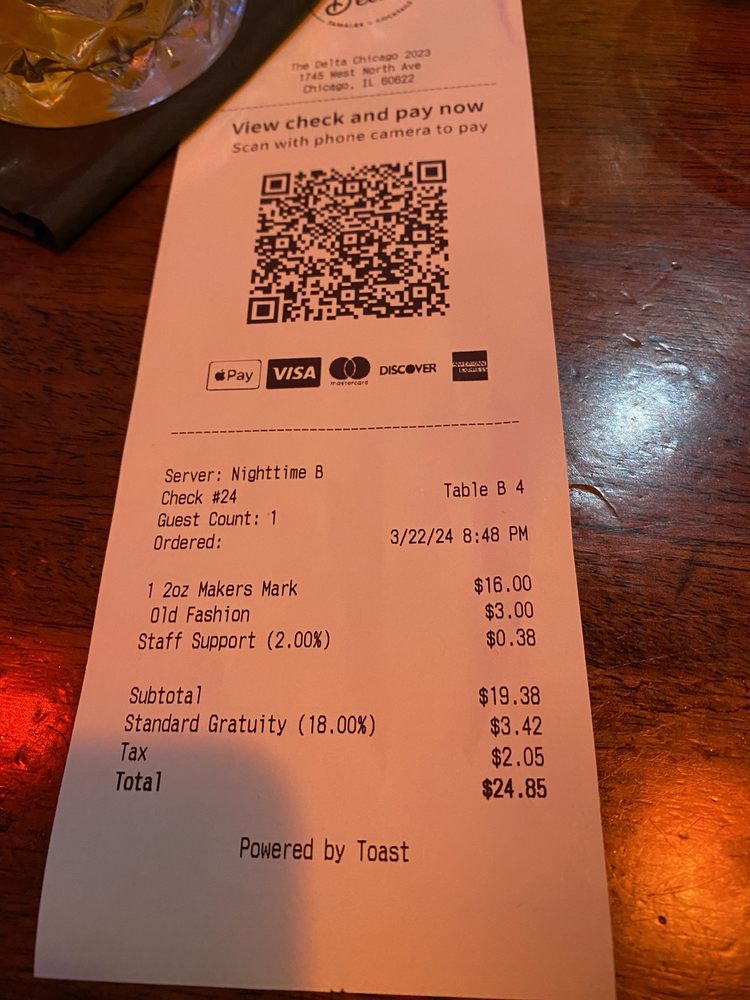 TAMALES - COCKTAILS
The Delta Chicago 2023
1745 West North Ave
Chicago, IL 60622
View check and pay now
Scan with phone camera to pay
Pay VISA mastercard DISCOVER AMERICAN EXPRESS
Server: Nighttime B
Check #24 Table B 4
Guest Count: 1
Ordered: 3/22/24 8:48 PM
1 2oz Makers Mark $16.00
Old Fashion $3.00
Staff Support (2.00%) $0.38
Subtotal $19.38
Standard Gratuity (18.00%) $3.42
Tax $2.05
Total $24.85
Powered by Toast